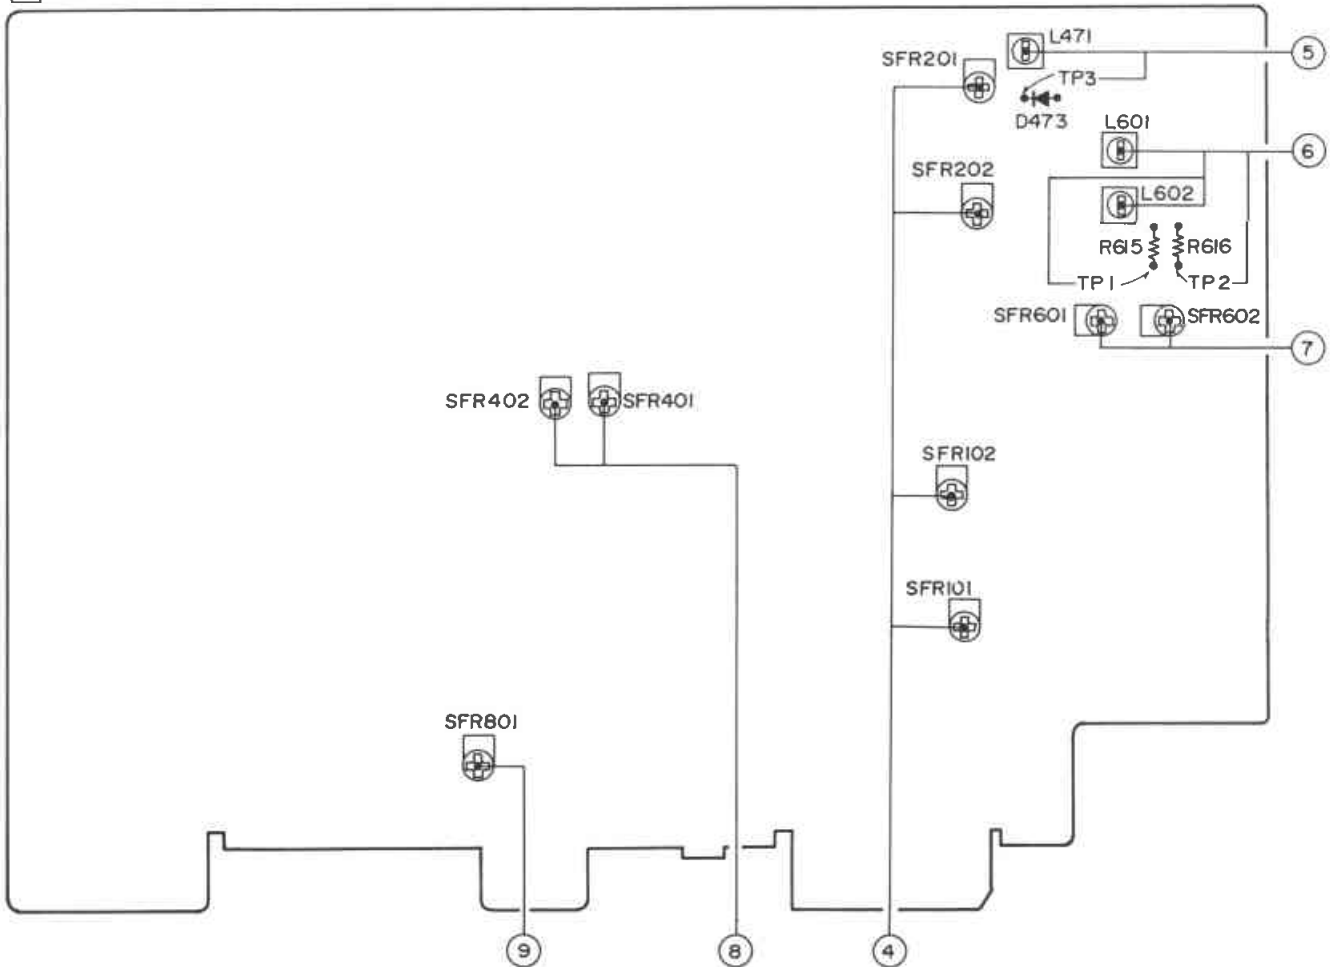 L471
SFR201
5
TP3
D473
L601
6
SFR202
L602
R615
R616
TP1
TP2
SFR601
SFR602
7
SFR402
SFR401
SFR102
SFR101
SFR801
9
8
4